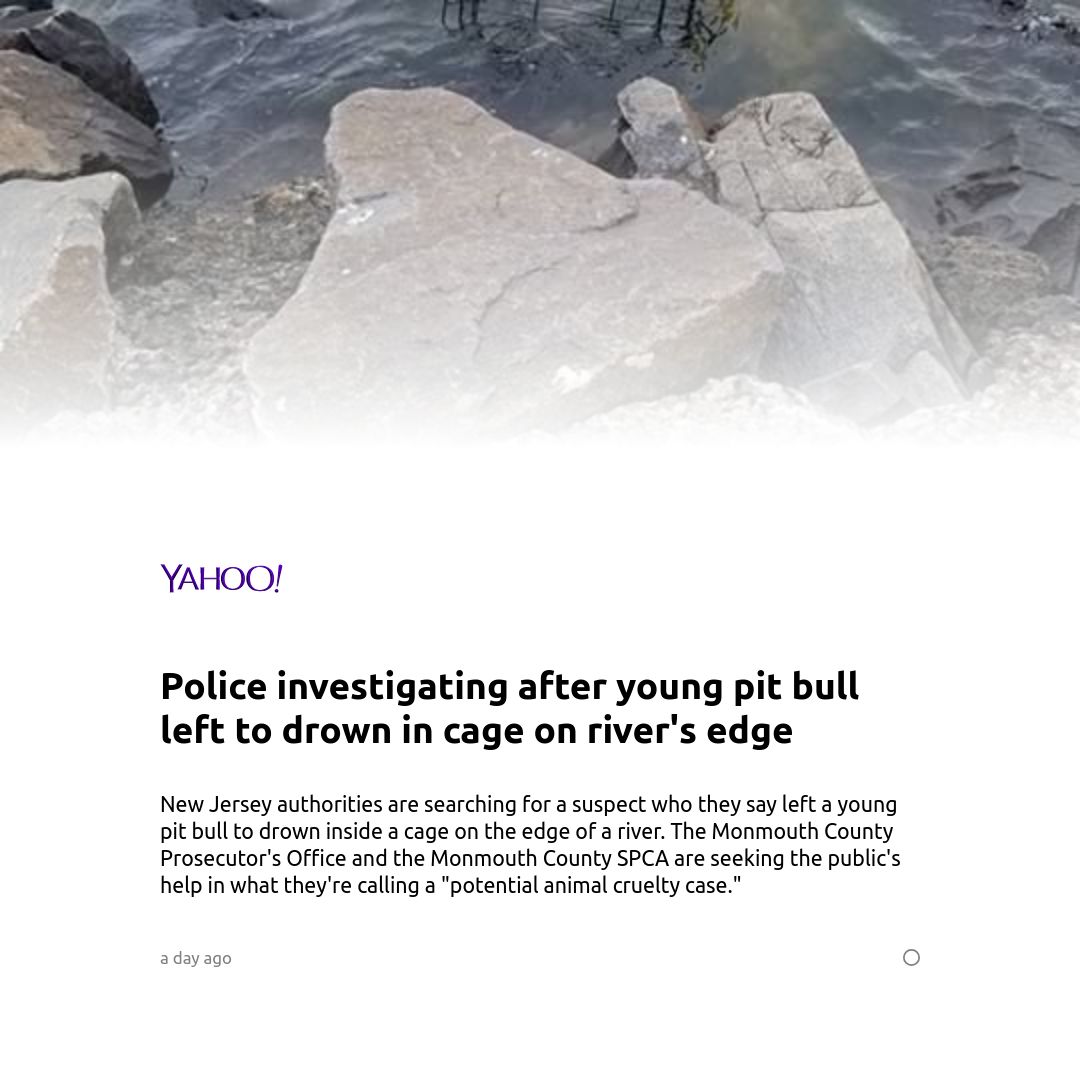 YAHOO!
Police investigating after young pit bull
left to drown in cage on river's edge
New Jersey authorities are searching for a suspect who they say left a young
pit bull to drown inside a cage on the edge of a river. The Monmouth County
Prosecutor's Office and the Monmouth County SPCA are seeking the public's
help in what they're calling a "potential animal cruelty case."
a day ago